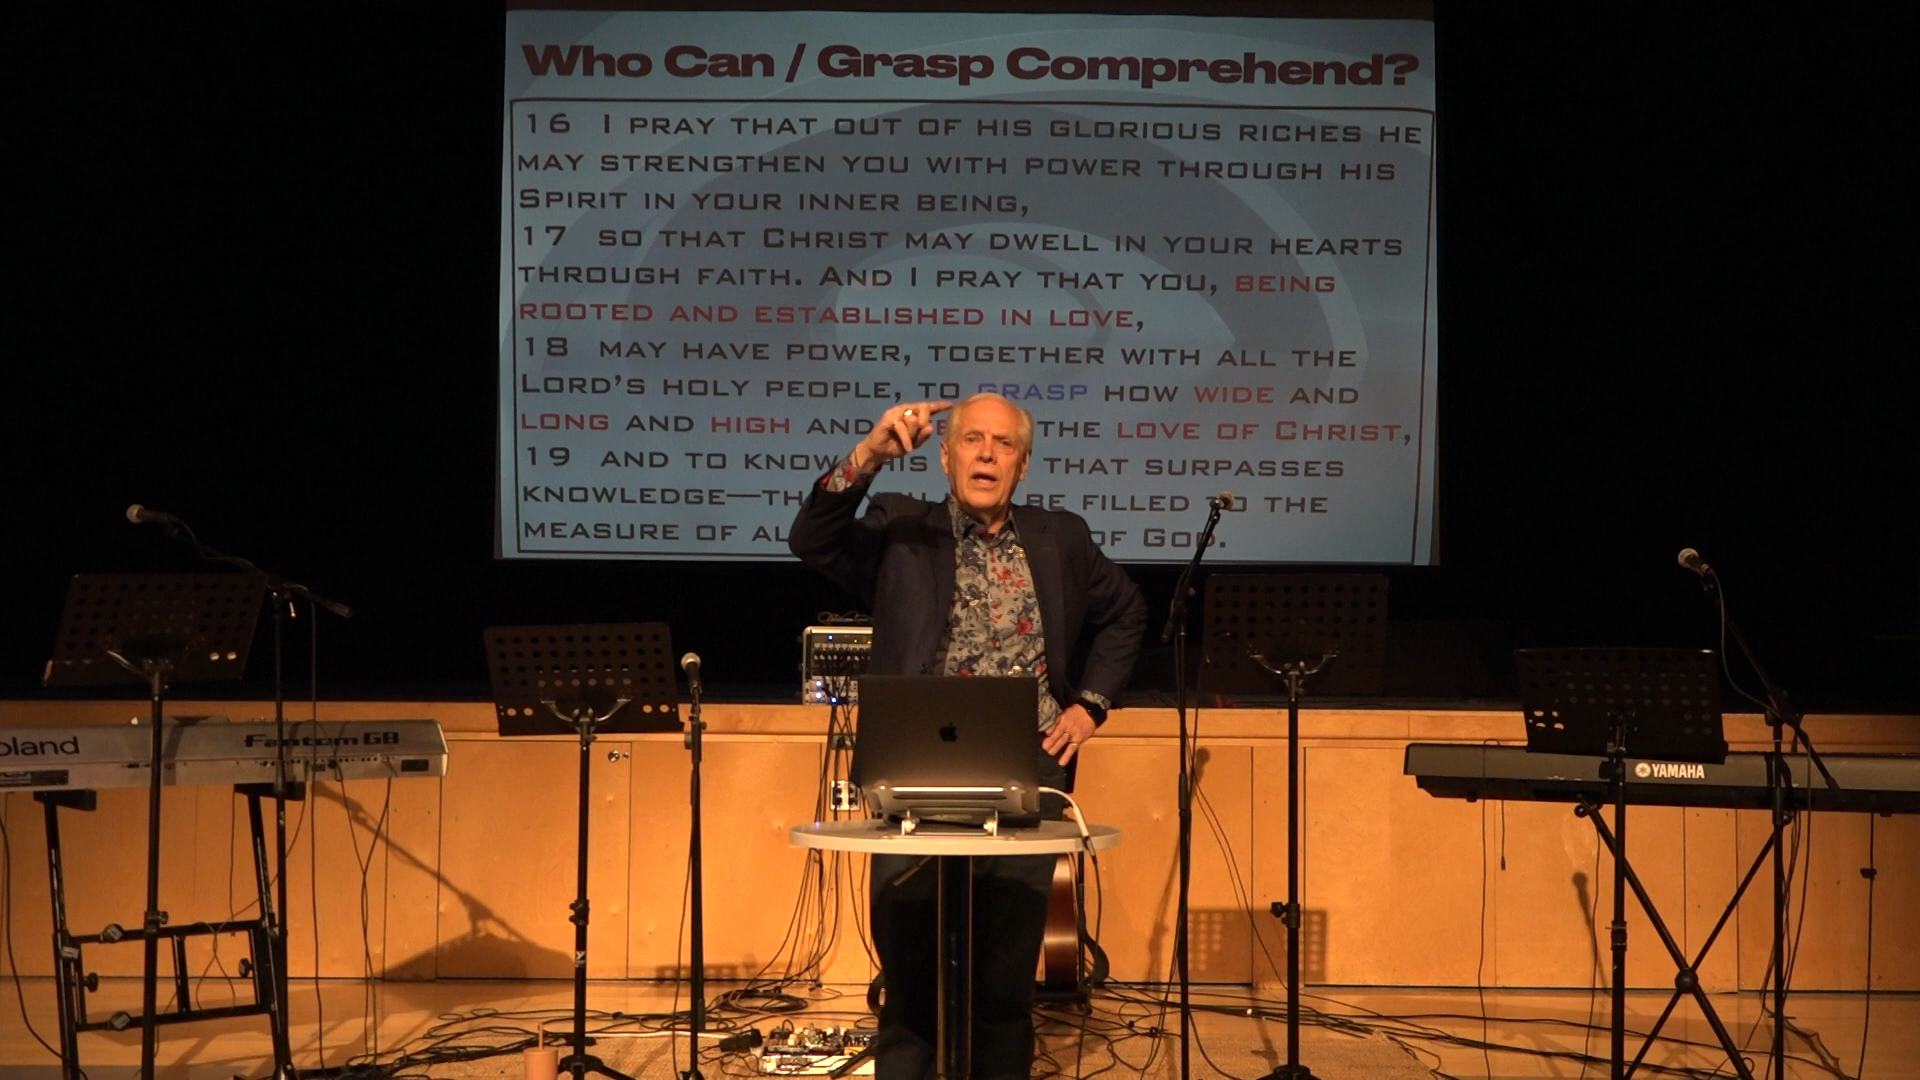 Who Can / Grasp Comprehend?
16 I PRAY THAT OUT OF HIS GLORIOUS RICHES HE
MAY STRENGTHEN YOU WITH POWER THROUGH HIS
SPIRIT IN YOUR INNER BEING,
17 SO THAT CHRIST MAY DWELL IN YOUR HEARTS
THROUGH FAITH. AND I PRAY THAT YOU, BEING
ROOTED AND ESTABLISHED IN LOVE,
18 MAY HAVE POWER, TOGETHER WITH ALL THE
LORD'S HOLY PEOPLE, TO GRASP HOW WIDE AND
LONG AND HIGH AND THE LOVE OF CHRIST,
19 AND TO KNOW THAT SURPASSES
KNOWLEDGE— BE FILLED TO THE
MEASURE OF OF GOD.
oland
Fantom G8
YAMAHA